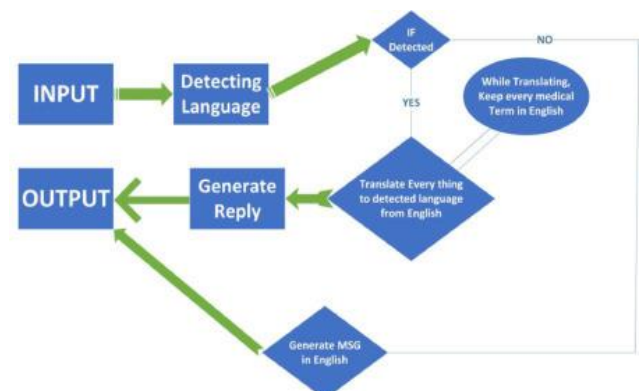 IF
Detected
NO
INPUT
Detecting
Language
YES
While Translating,
Keep every medical
Term in English
OUTPUT
Generate
Reply
Translate Every thing
to detected language
from English
Generate MSG
in English